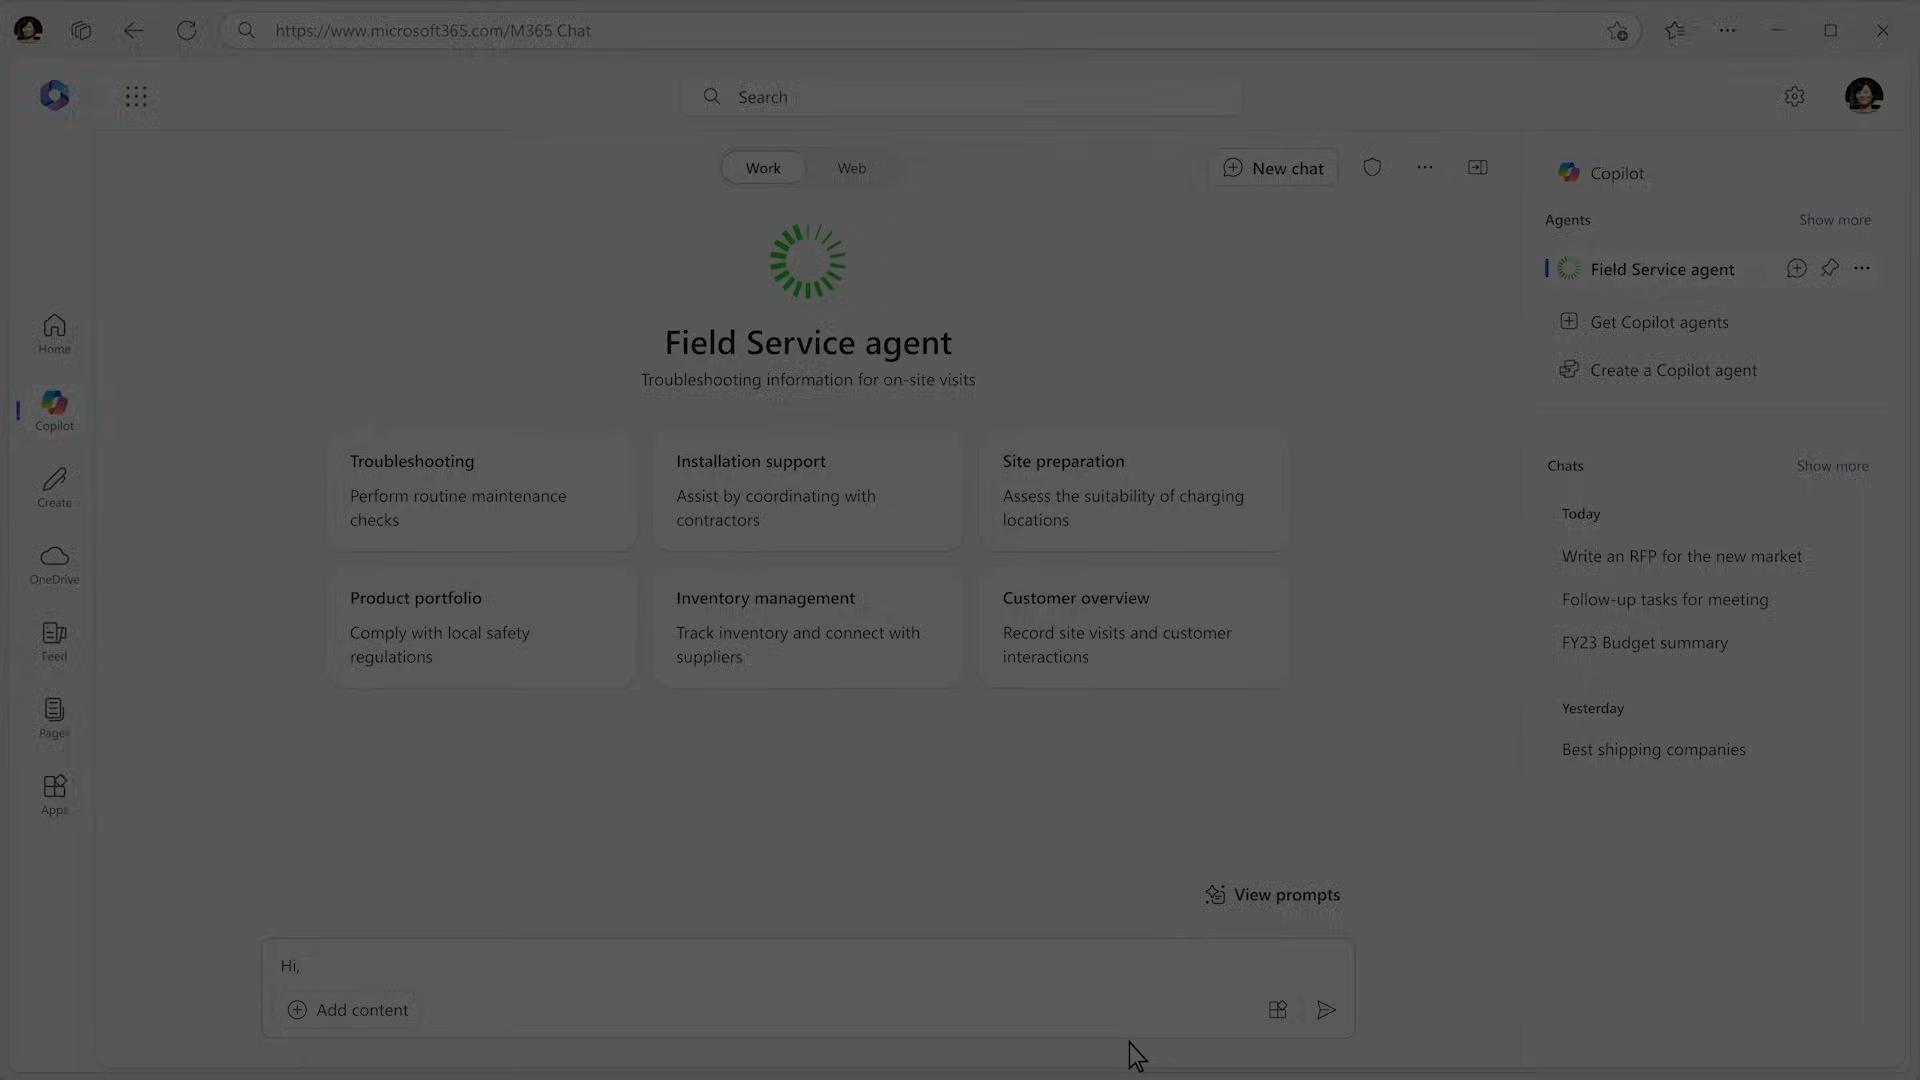 https://www.microsoft365.com/M365 Chat
Search
Work
Web
New chat
Field Service agent
Troubleshooting information for on-site visits
Troubleshooting
Perform routine maintenance
checks
Installation support
Assist by coordinating with
contractors
Site preparation
Assess the suitability of charging
locations
Product portfolio
Comply with local safety
regulations
Inventory management
Track inventory and connect with
suppliers
Customer overview
Record site visits and customer
interactions
View prompts
Hi,
Add content
Home
Copilot
Create
OneDrive
Feed
Pages
Apps
Copilot
Agents
Show more
Field Service agent
Get Copilot agents
Create a Copilot agent
Chats
Show more
Today
Write an RFP for the new market
Follow-up tasks for meeting
FY23 Budget summary
Yesterday
Best shipping companies